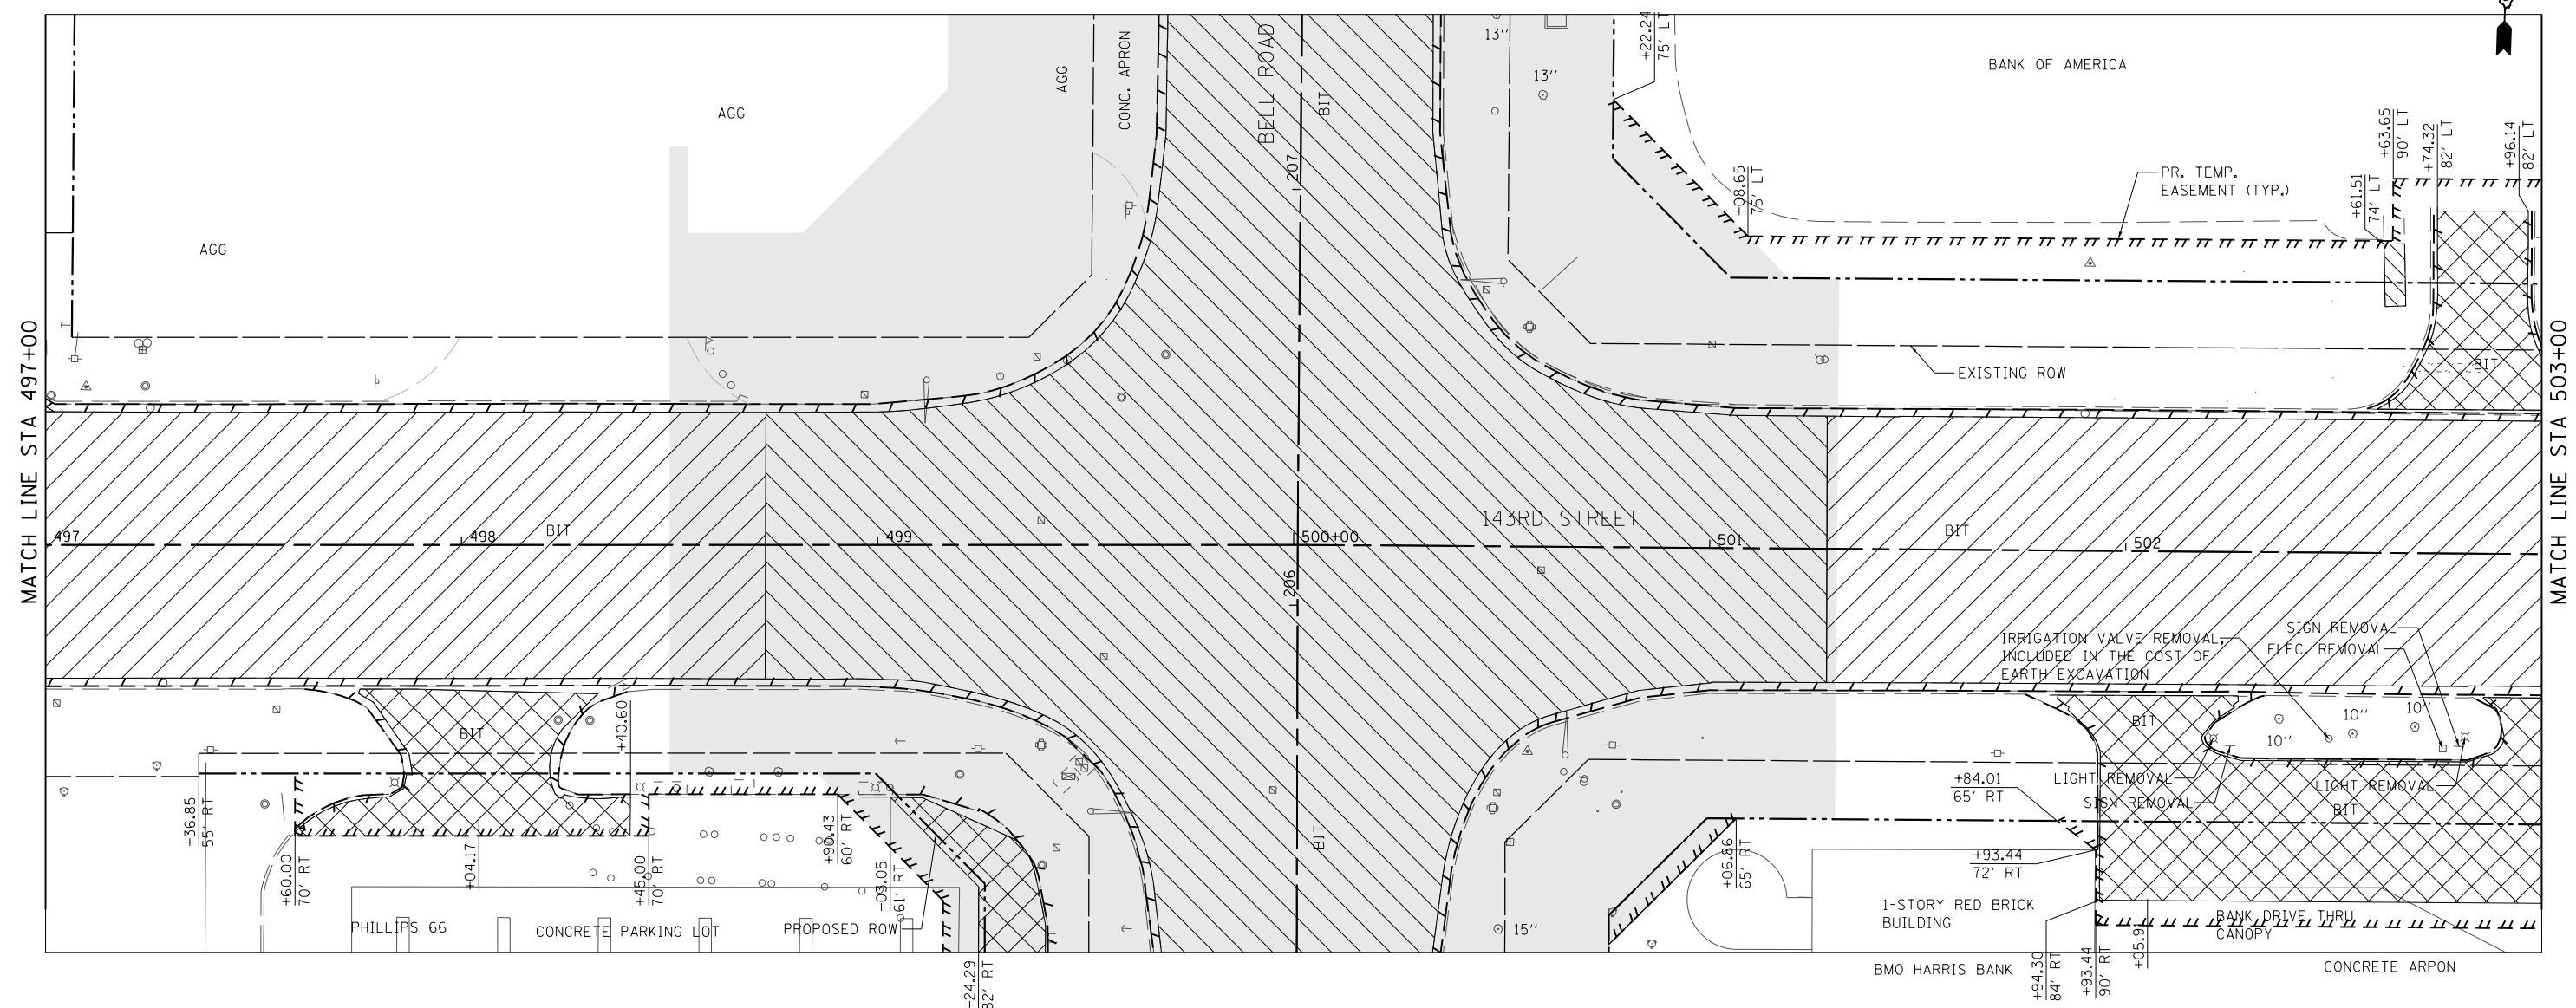 MATCH LINE STA 497+00
MATCH LINE STA 503+00
AGG
AGG
AGG
CONC. APRON
BELL ROAD
BIT
207
13''
13''
+22.24
75' LT
BANK OF AMERICA
+08.65
75' LT
PR. TEMP.
EASEMENT (TYP.)
+61.51
74' LT
+63.65
90' LT
+74.32
82' LT
+96.14
82' LT
EXISTING ROW
BIT
497
498
BIT
499
500+00
143RD STREET
501
BIT
502
206
IRRIGATION VALVE REMOVAL.
INCLUDED IN THE COST OF
EARTH EXCAVATION
SIGN REMOVAL
ELEC. REMOVAL
BIT
10''
10''
10''
BIT
+40.60
+36.85
55' RT
+60.00
70' RT
+04.17
+45.00
70' RT
+90.43
60' RT
+03.05
61' RT
BIT
+06.86
65' RT
+84.01
65' RT
LIGHT REMOVAL
SIGN REMOVAL
LIGHT REMOVAL
BIT
+93.44
72' RT
PHILLIPS 66
CONCRETE PARKING LOT
PROPOSED ROW
15''
1-STORY RED BRICK
BUILDING
BANK DRIVE THRU
CANOPY
+24.29
82' RT
BMO HARRIS BANK
+94.30
84' RT
+93.44
90' RT
+05.91
CONCRETE ARPON